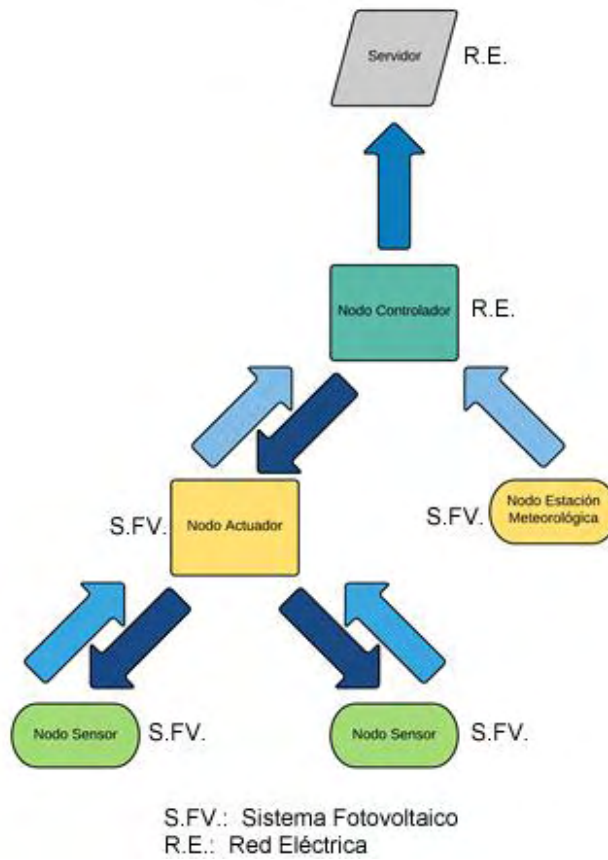 Servidor
R.E.
Nodo Controlador
R.E.
Nodo Actuador
S.FV.
Nodo Estación
Meteorológica
S.FV.
Nodo Sensor
S.FV.
Nodo Sensor
S.FV.
S.FV.: Sistema Fotovoltaico
R.E.: Red Eléctrica